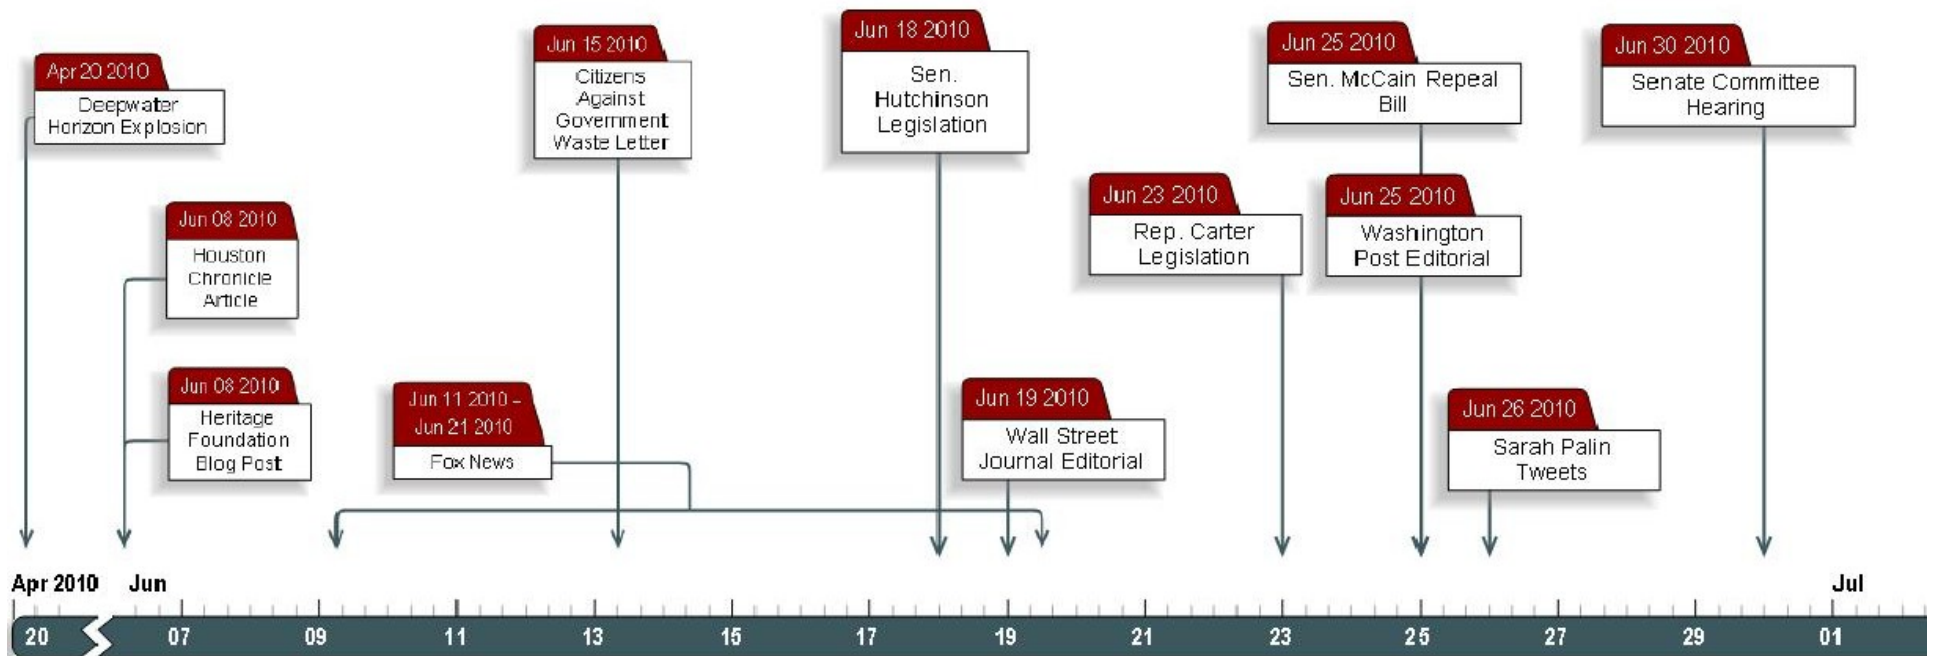 Apr 20 2010
Deepwater
Horizon Explosion
Jun 08 2010
Houston
Chronicle
Article
Jun 08 2010
Heritage
Foundation
Blog Post
Jun 11 2010 –
Jun 21 2010
Fox News
Jun 15 2010
Citizens
Against
Government
Waste Letter
Jun 18 2010
Sen.
Hutchinson
Legislation
Jun 19 2010
Wall Street
Journal Editorial
Jun 23 2010
Rep. Carter
Legislation
Jun 25 2010
Sen. McCain Repeal
Bill
Jun 25 2010
Washington
Post Editorial
Jun 26 2010
Sarah Palin
Tweets
Jun 30 2010
Senate Committee
Hearing
Apr 2010 Jun Jul
20 07 09 11 13 15 17 19 21 23 25 27 29 01